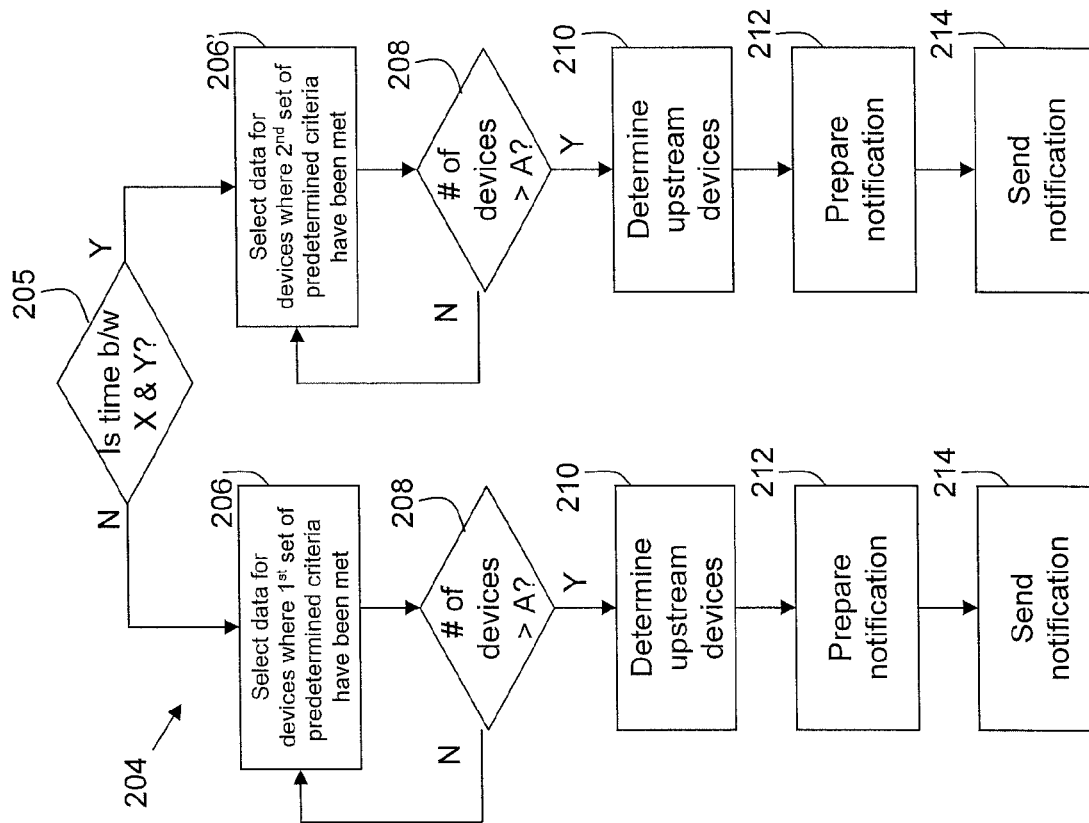 204
205
Is time b/w
X & Y?
N
Y
206
Select data for
devices where 1st set of
predetermined criteria
have been met
208
# of
devices
> A?
N
Y
210
Determine
upstream
devices
212
Prepare
notification
214
Send
notification
206'
Select data for
devices where 2nd set of
predetermined criteria
have been met
208
# of
devices
> A?
N
Y
210
Determine
upstream
devices
212
Prepare
notification
214
Send
notification